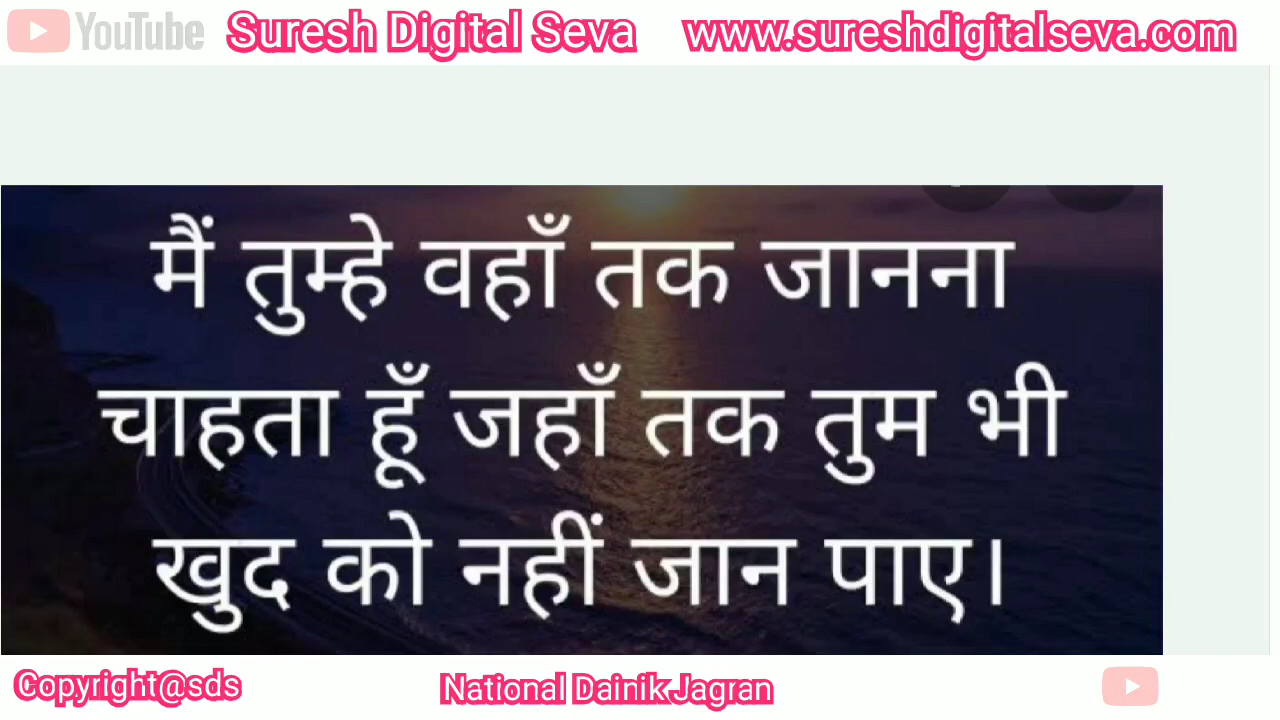 YouTube Suresh Digital Seva www.sureshdigitalseva.com
मैं तुम्हे वहाँ तक जानना
चाहता हूँ जहाँ तक तुम भी
खुद को नहीं जान पाए।
Copyright@sds National Dainik Jagran